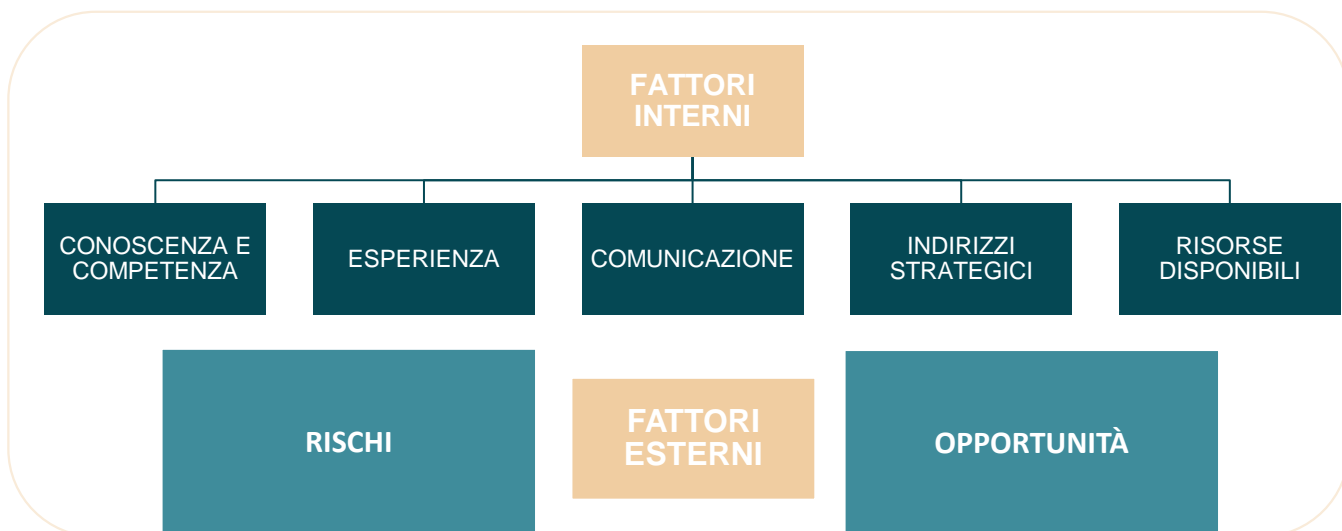 FATTORI
INTERNI
CONOSCENZA E
COMPETENZA
ESPERIENZA
COMUNICAZIONE
INDIRIZZI
STRATEGICI
RISORSE
DISPONIBILI
RISCHI
FATTORI
ESTERNI
OPPORTUNITÀ